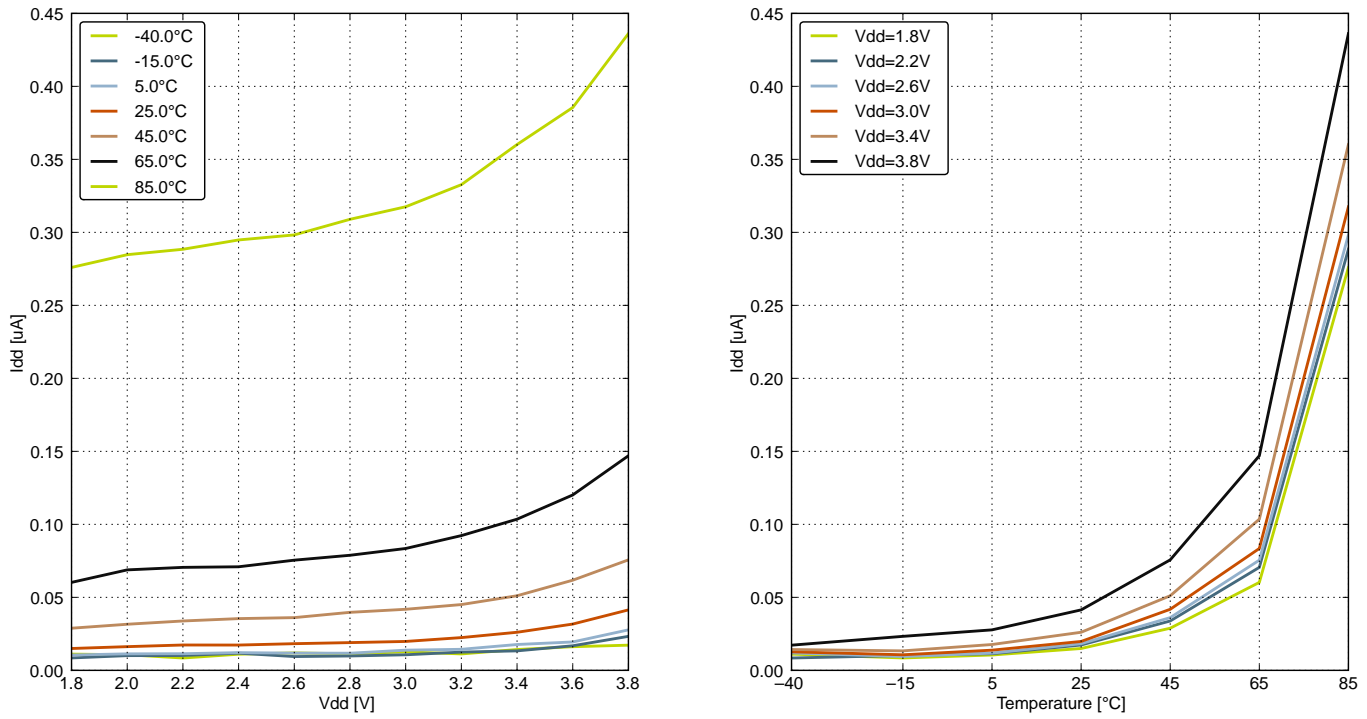 0.45
0.40
0.35
0.30
0.25
0.20
0.15
0.10
0.05
0.00
Idd [uA]
-40.0°C
-15.0°C
5.0°C
25.0°C
45.0°C
65.0°C
85.0°C
1.8 2.0 2.2 2.4 2.6 2.8 3.0 3.2 3.4 3.6 3.8
Vdd [V]
0.45
0.40
0.35
0.30
0.25
0.20
0.15
0.10
0.05
0.00
Idd [uA]
Vdd=1.8V
Vdd=2.2V
Vdd=2.6V
Vdd=3.0V
Vdd=3.4V
Vdd=3.8V
–40 –15 5 25 45 65 85
Temperature [°C]